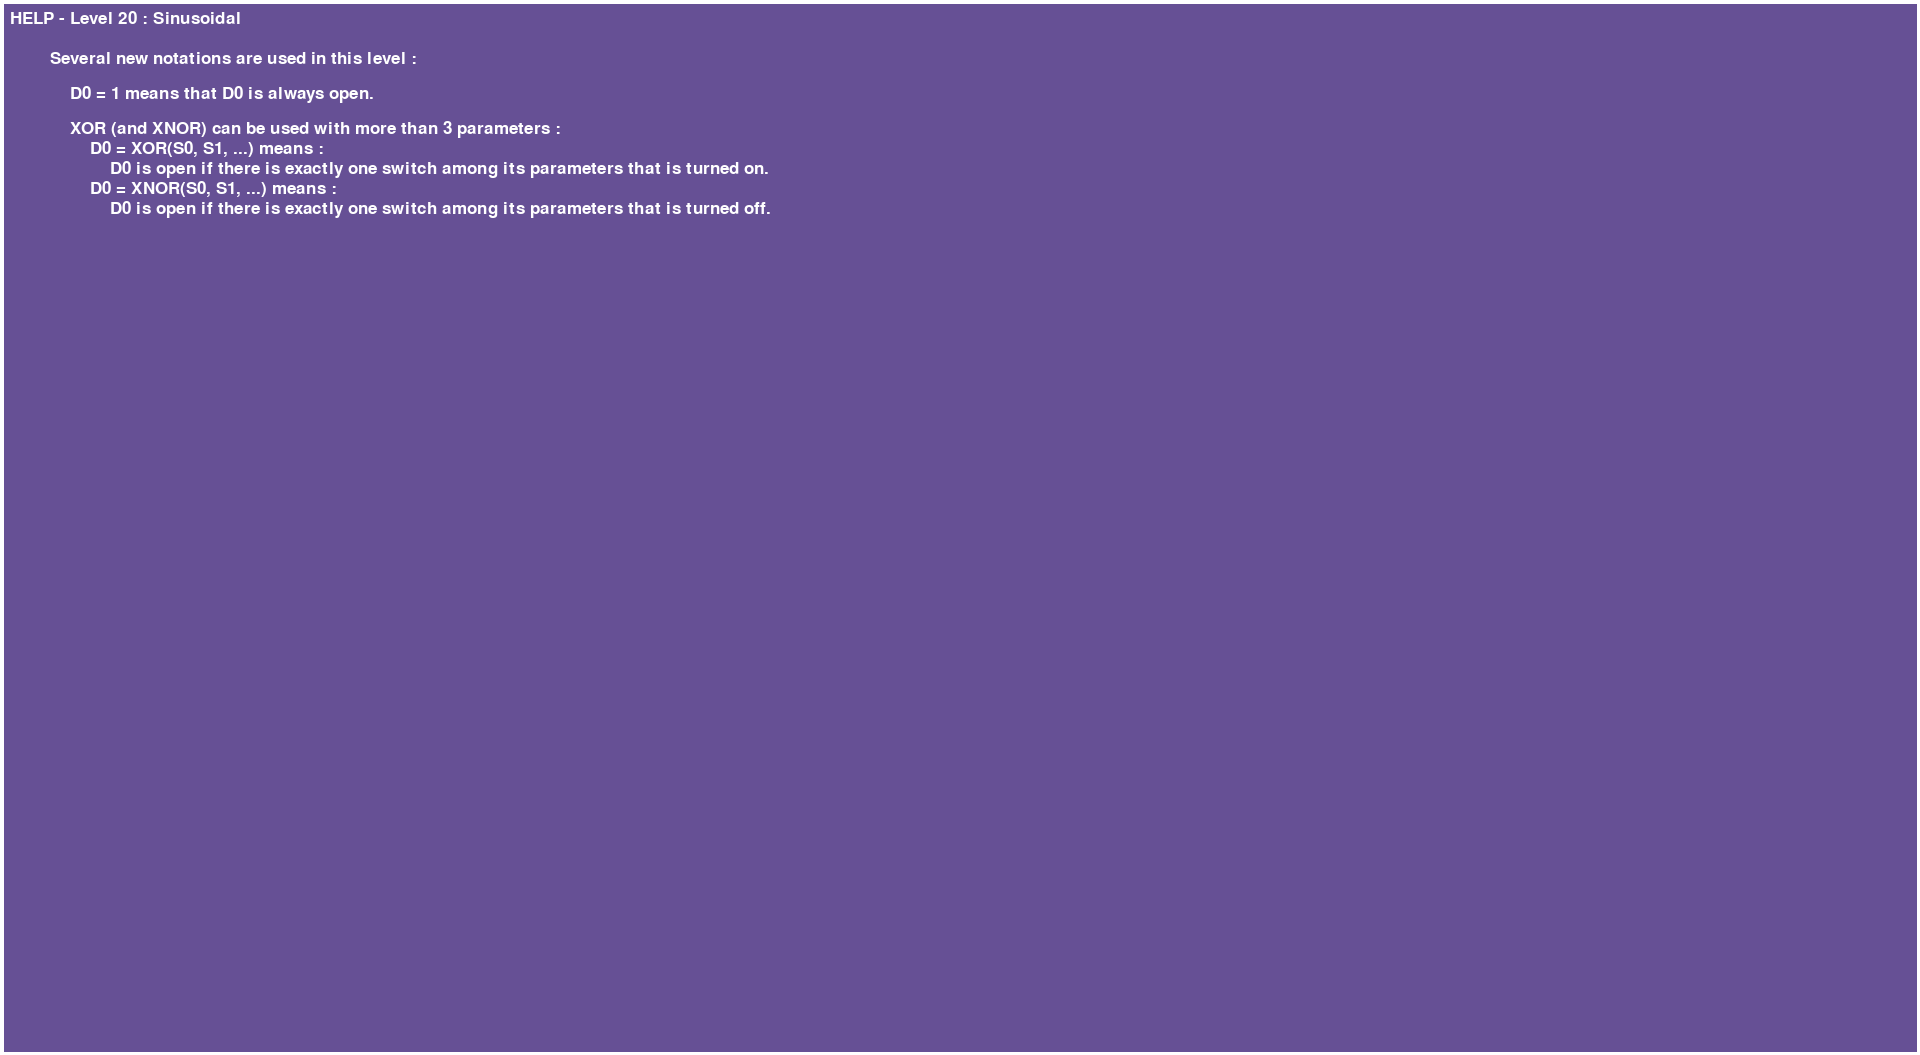 HELP - Level 20 : Sinusoidal
Several new notations are used in this level :
D0 = 1 means that D0 is always open.
XOR (and XNOR) can be used with more than 3 parameters :
D0 = XOR(S0, S1, ...) means :
D0 is open if there is exactly one switch among its parameters that is turned on.
D0 = XNOR(S0, S1, ...) means :
D0 is open if there is exactly one switch among its parameters that is turned off.